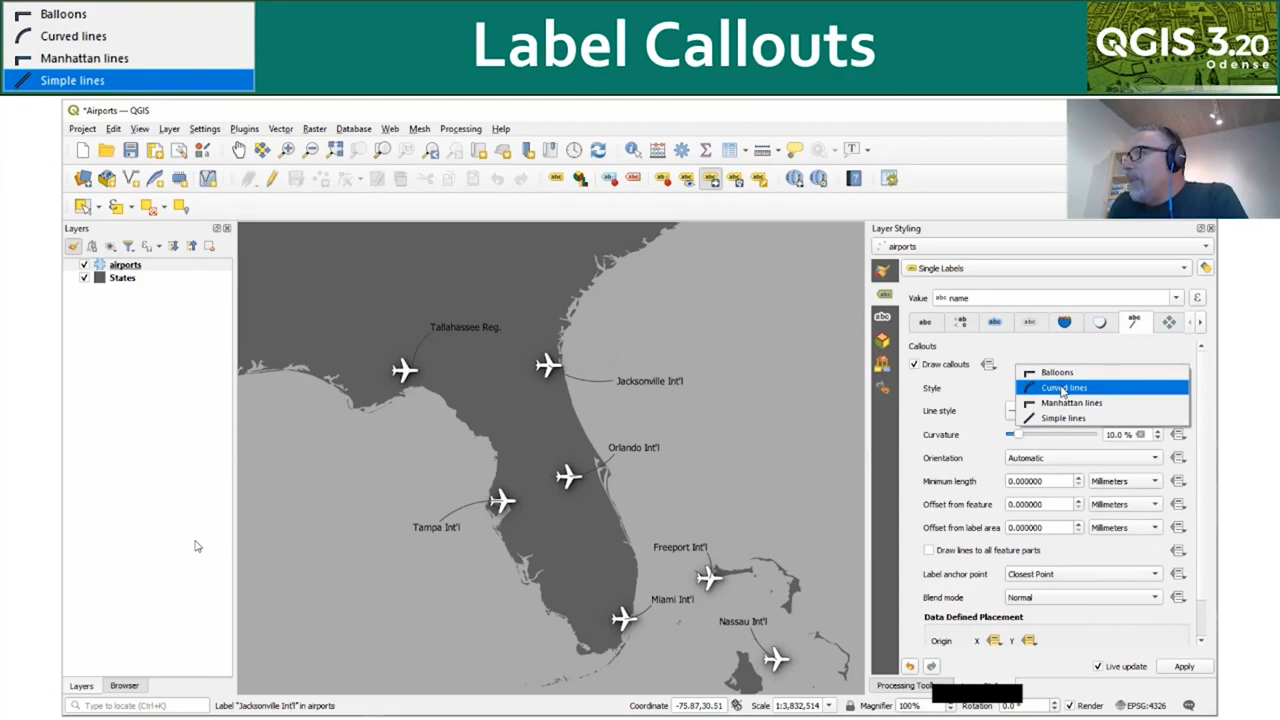 Balloons
Curved lines
Manhattan lines
Simple lines
Label Callouts
QGIS 3.20
Odense
*Airports — QGIS
Project Edit View Layer Settings Plugins Vector Raster Database Web Mesh Processing Help
Layers
airports
States
Tallahassee Reg.
Jacksonville Int'l
Orlando Int'l
Tampa Int'l
Freeport Int'l
Miami Int'l
Nassau Int'l
Layer Styling
airports
Single Labels
Value abc name
Callouts
Draw callouts
Style
Balloons
Curved lines
Manhattan lines
Simple lines
Line style
Curvature 10.0 %
Orientation Automatic
Minimum length 0.000000 Millimeters
Offset from feature 0.000000 Millimeters
Offset from label area 0.000000 Millimeters
Draw lines to all feature parts
Label anchor point Closest Point
Blend mode Normal
Data Defined Placement
Origin X Y
Live update Apply
Layers Browser
Processing Toolb
Type to locate (Ctrl+K) Label "Jacksonville Int'l" in airports Coordinate -75.87,30.51 Scale 1:3,832,514 Magnifier 100% Rotation 0.0 ° Render EPSG:4326